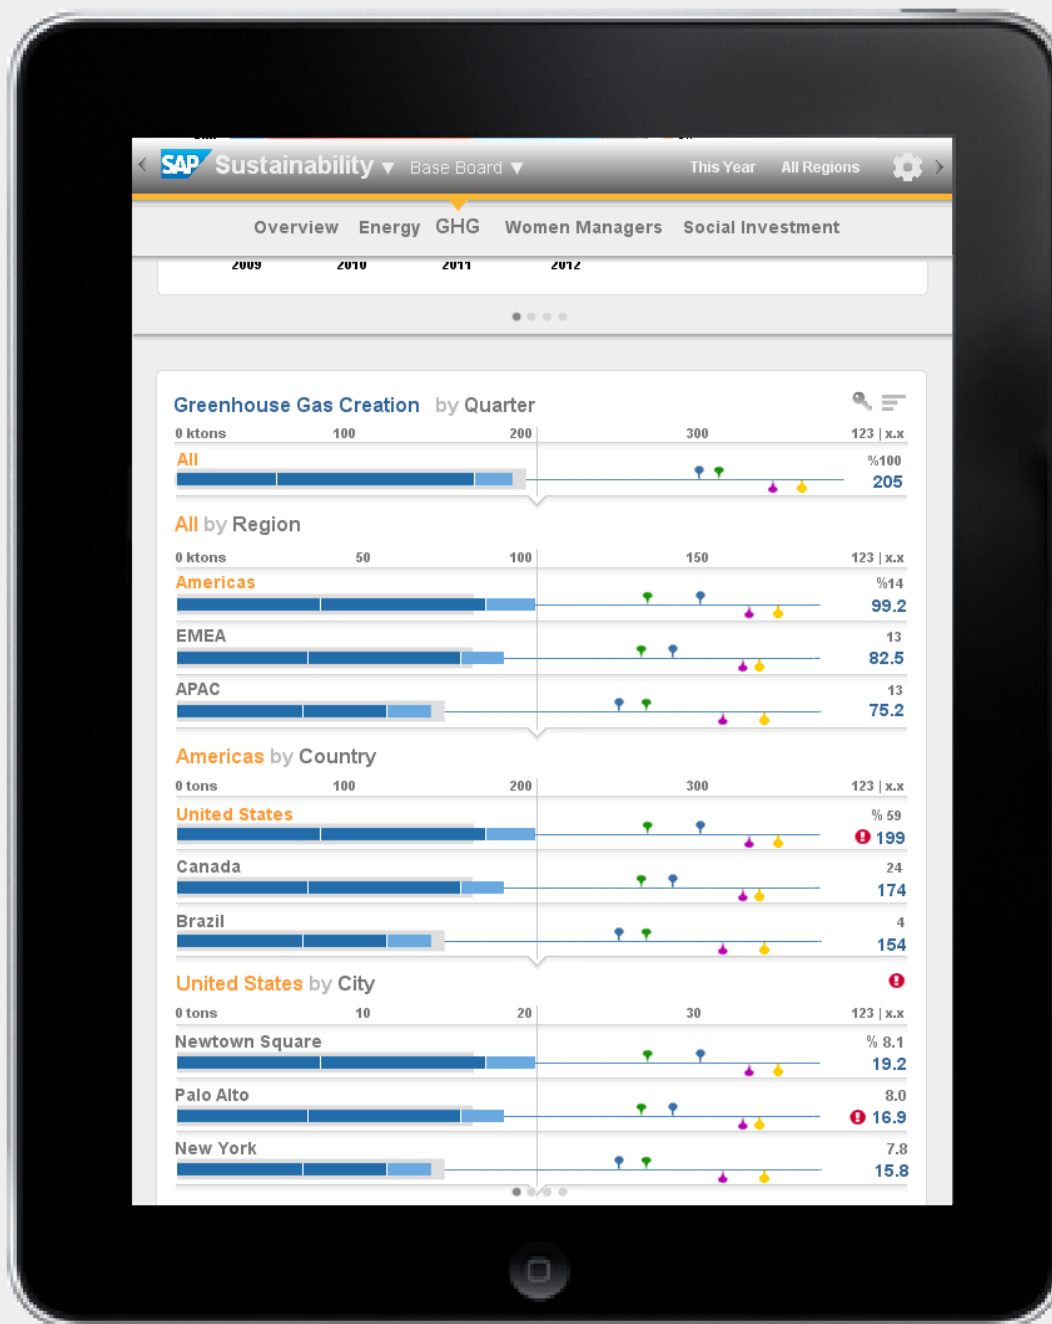 SAP Sustainability Base Board This Year All Regions
Overview Energy GHG Women Managers Social Investment
2009 2010 2011 2012
Greenhouse Gas Creation by Quarter
0 ktons 100 200 300 123 | x.x
All %100
205
All by Region
0 ktons 50 100 150 123 | x.x
Americas %14
99.2
EMEA 13
82.5
APAC 13
75.2
Americas by Country
0 tons 100 200 300 123 | x.x
United States % 59
199
Canada 24
174
Brazil 4
154
United States by City
0 tons 10 20 30 123 | x.x
Newtown Square % 8.1
19.2
Palo Alto 8.0
16.9
New York 7.8
15.8